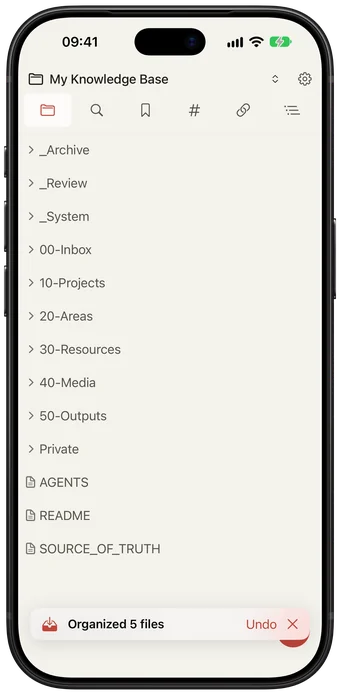 09:41
My Knowledge Base
#
_Archive
_Review
_System
00-Inbox
10-Projects
20-Areas
30-Resources
40-Media
50-Outputs
Private
AGENTS
README
SOURCE_OF_TRUTH
Organized 5 files Undo